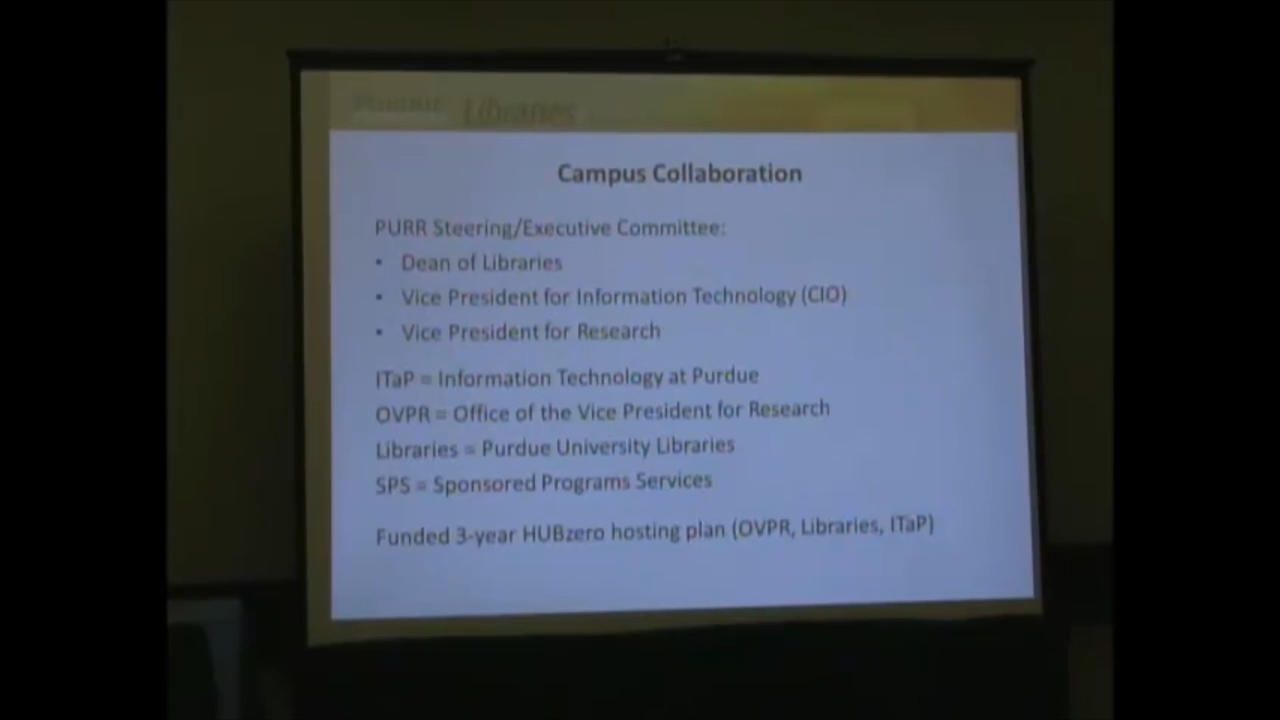 Libraries
Campus Collaboration
PURR Steering/Executive Committee:
• Dean of Libraries
• Vice President for Information Technology (CIO)
• Vice President for Research
ITaP = Information Technology at Purdue
OVPR = Office of the Vice President for Research
Libraries = Purdue University Libraries
SPS = Sponsored Programs Services
Funded 3-year HUBzero hosting plan (OVPR, Libraries, ITaP)